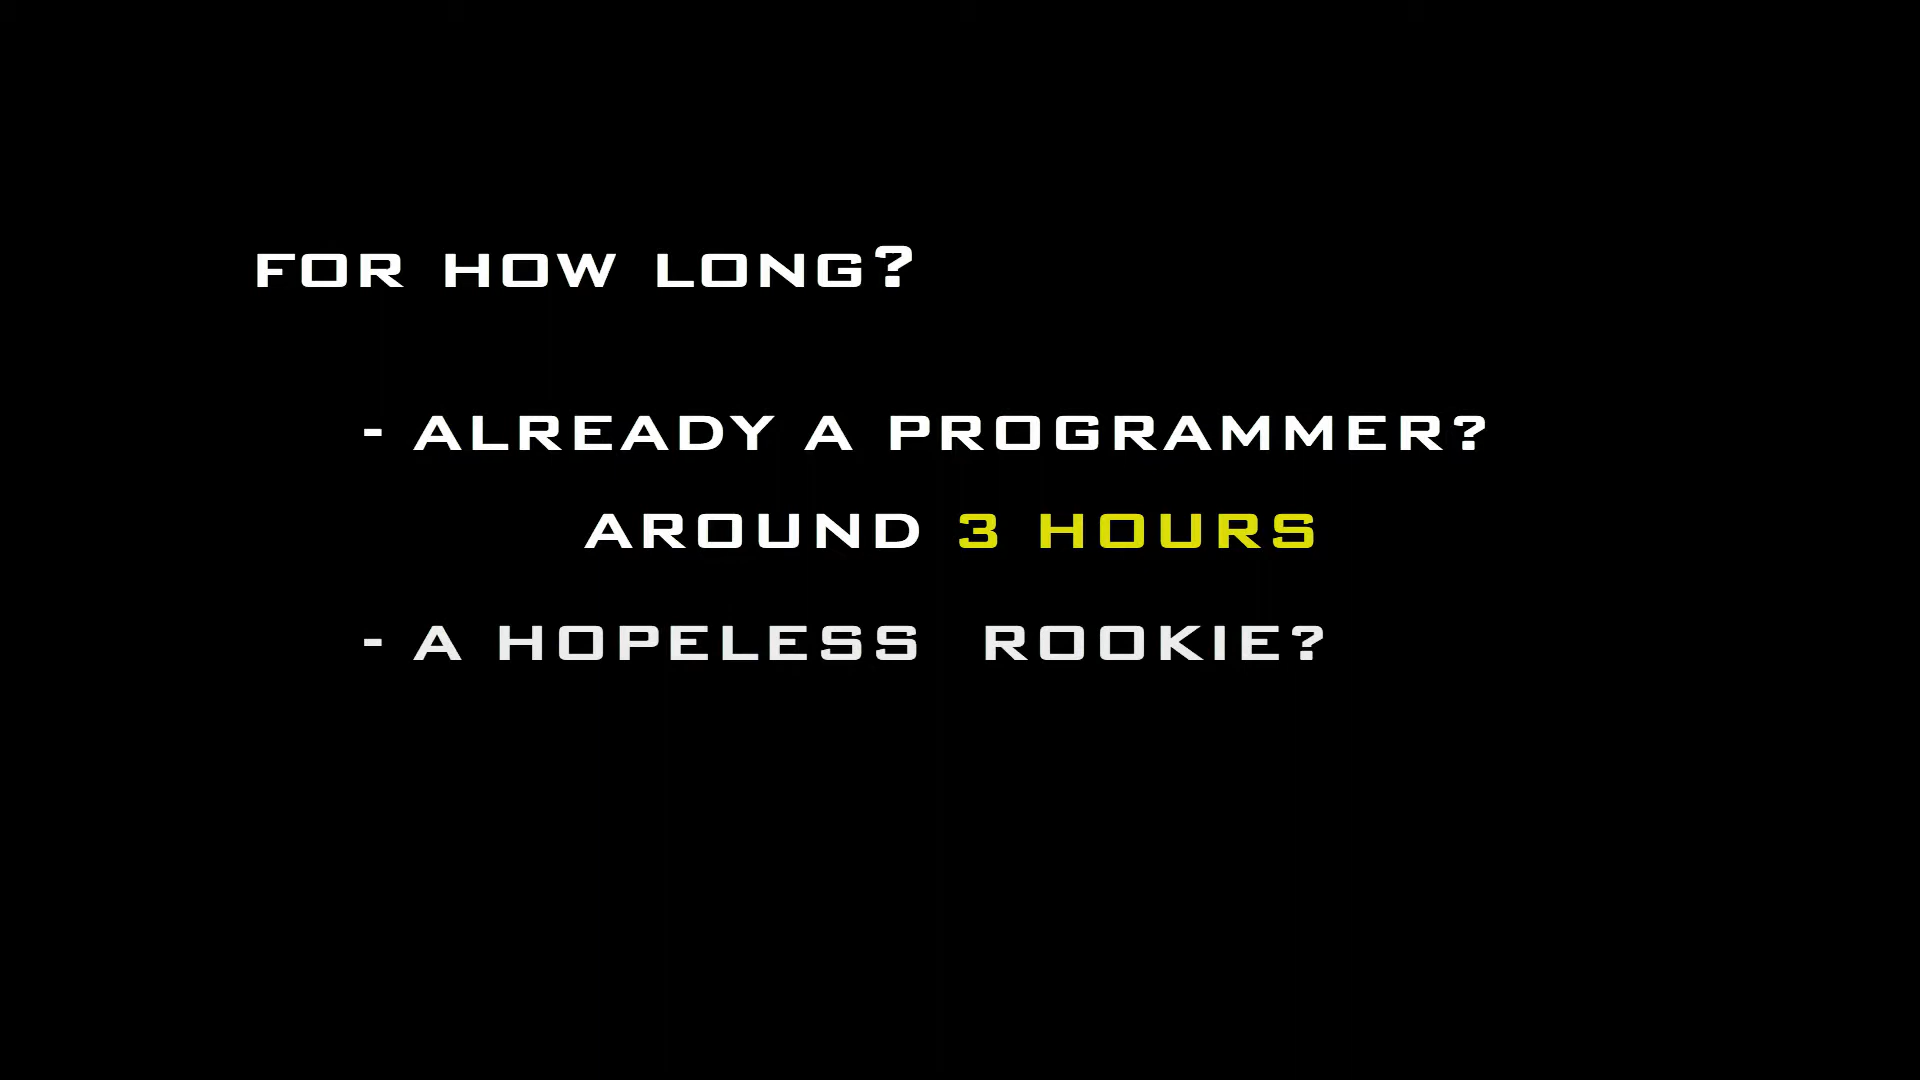 FOR HOW LONG?
- ALREADY A PROGRAMMER?
AROUND 3 HOURS
- A HOPELESS ROOKIE?